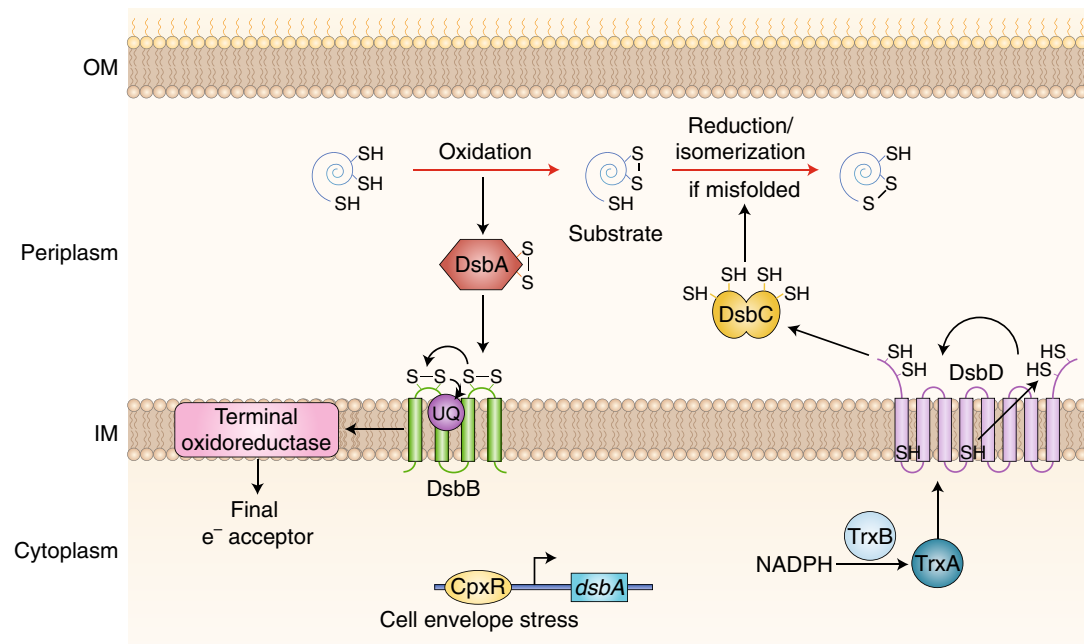 OM
Reduction/
isomerization
Oxidation
if misfolded
SH
SH
SH
S
S
SH
Substrate
SH
S
S
Periplasm
DsbA
S
S
SH
SH
SH
SH
DsbC
S
S
S
S
SH
SH
DsbD
HS
HS
IM
Terminal
oxidoreductase
UQ
SH
SH
DsbB
Final
e⁻ acceptor
Cytoplasm
TrxB
NADPH
TrxA
CpxR
dsbA
Cell envelope stress